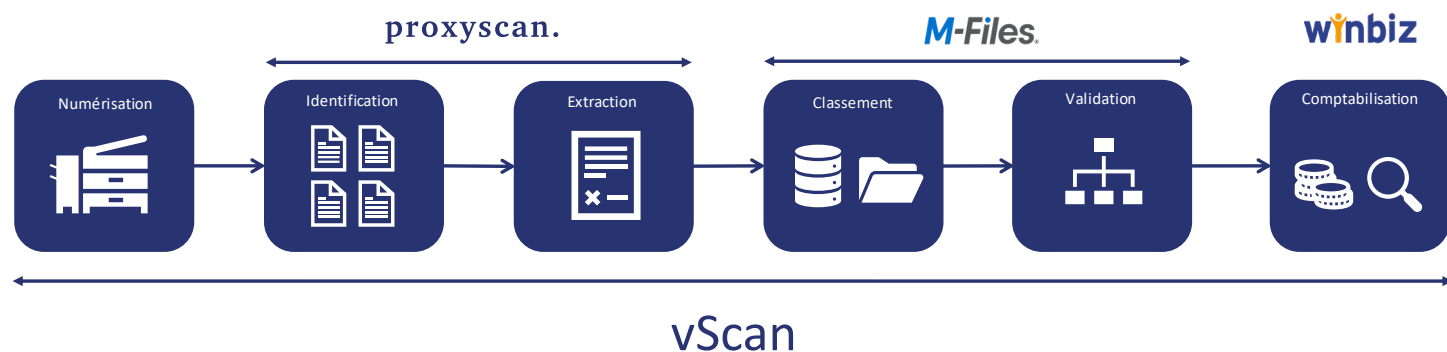 proxyscan.
M-Files.
winbiz
Numérisation
Identification
Extraction
Classement
Validation
Comptabilisation
vScan